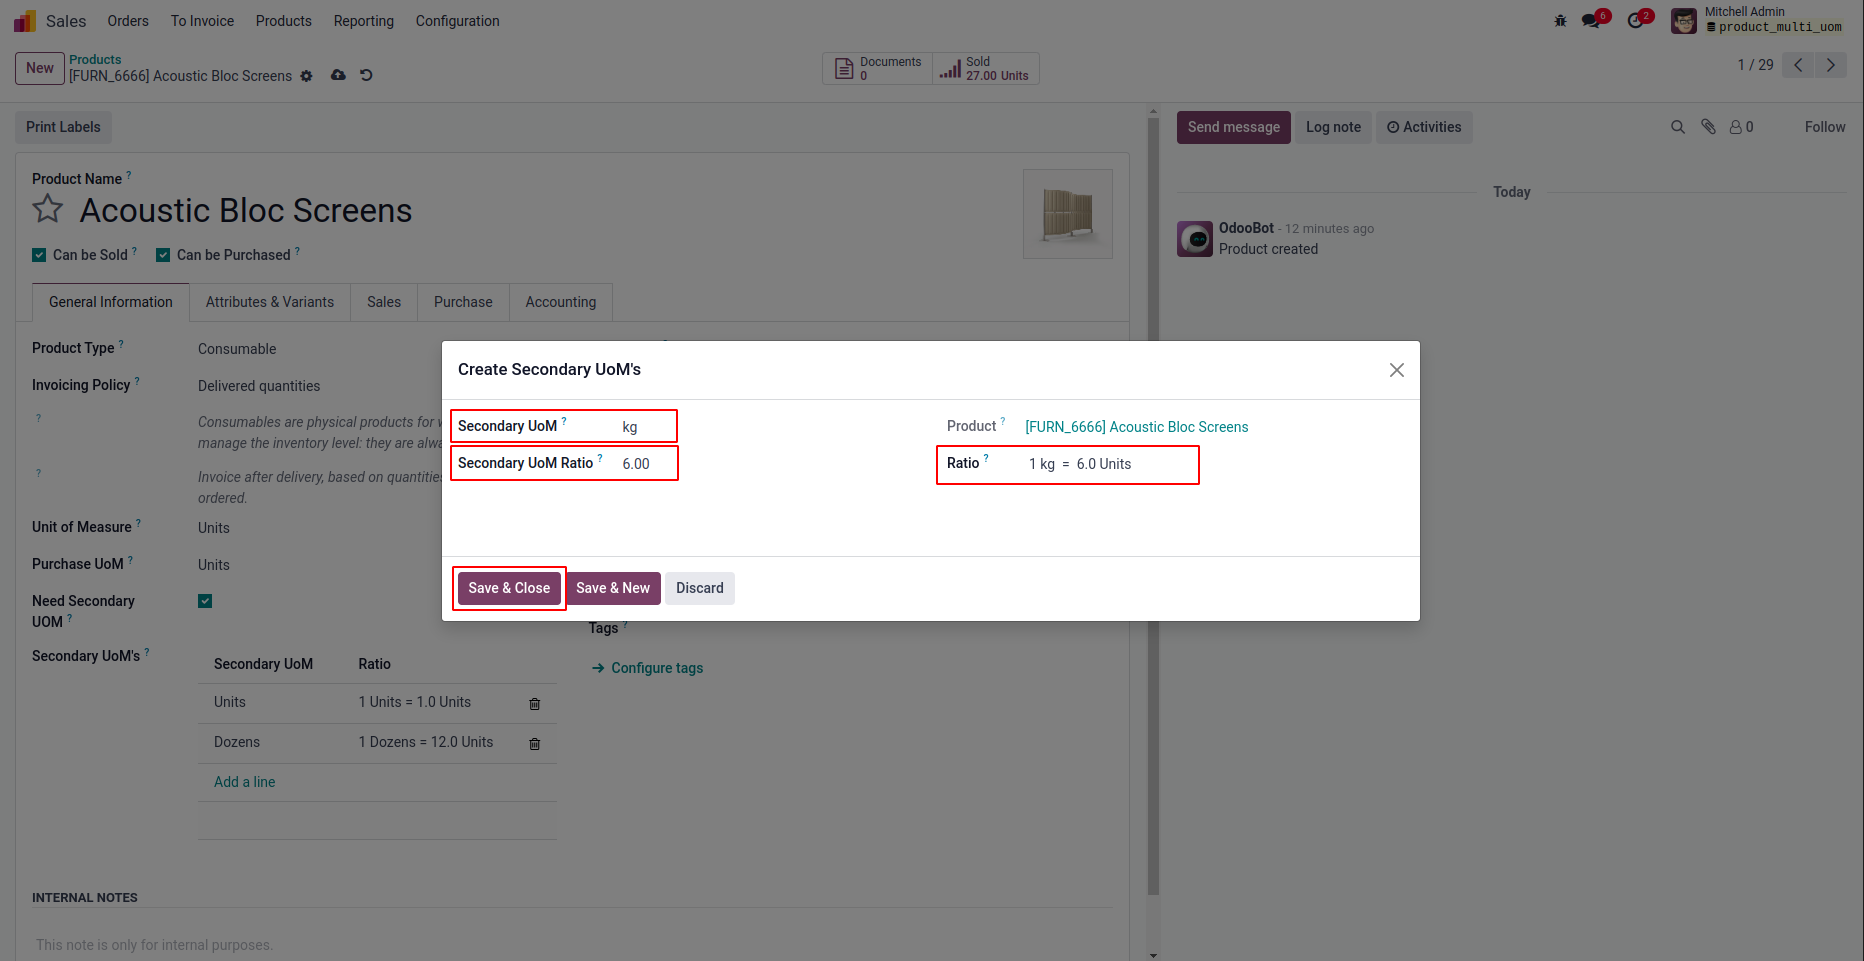 Sales Orders To Invoice Products Reporting Configuration 6 2 Mitchell Admin
product_multi_uom
New Products
[FURN_6666] Acoustic Bloc Screens
Documents
0
Sold
27.00 Units
1 / 29
Print Labels
Send message Log note Activities 0 Follow
Product Name ?
Acoustic Bloc Screens
Can be Sold ? Can be Purchased ?
Today
OdooBot - 12 minutes ago
Product created
General Information Attributes & Variants Sales Purchase Accounting
Product Type ? Consumable
Invoicing Policy ? Delivered quantities
? Consumables are physical products for
manage the inventory level: they are
? Invoice after delivery, based on
ordered.
Unit of Measure ? Units
Purchase UoM ? Units
Need Secondary
UOM ?
Secondary UoM's ?
Secondary UoM Ratio
Units 1 Units = 1.0 Units
Dozens 1 Dozens = 12.0 Units
Add a line
Tags ?
Configure tags
INTERNAL NOTES
This note is only for internal purposes.
Create Secondary UoM's
Secondary UoM ? kg
Product ? [FURN_6666] Acoustic Bloc Screens
Secondary UoM Ratio ? 6.00
Ratio ? 1 kg = 6.0 Units
Save & Close Save & New Discard